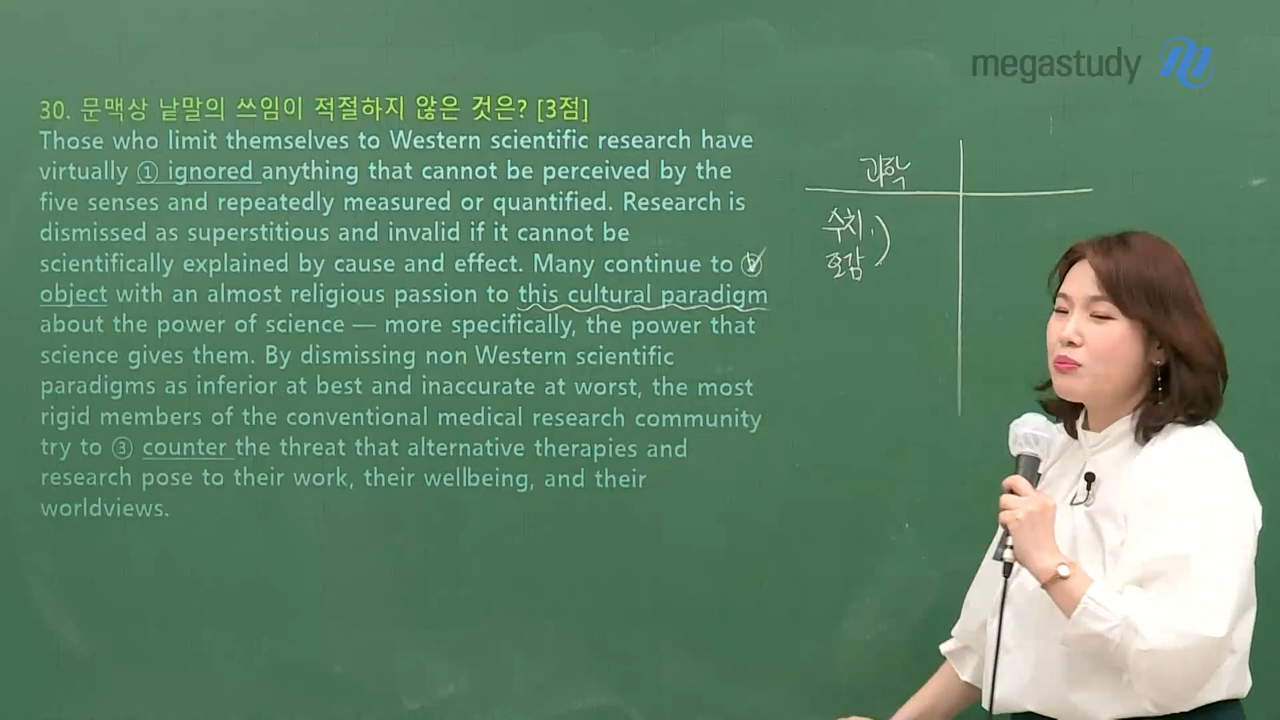 megastudy
30. 문맥상 낱말의 쓰임이 적절하지 않은 것은? [3점]
Those who limit themselves to Western scientific research have
virtually ① ignored anything that cannot be perceived by the
five senses and repeatedly measured or quantified. Research is
dismissed as superstitious and invalid if it cannot be
scientifically explained by cause and effect. Many continue to ②
object with an almost religious passion to this cultural paradigm
about the power of science — more specifically, the power that
science gives them. By dismissing non Western scientific
paradigms as inferior at best and inaccurate at worst, the most
rigid members of the conventional medical research community
try to ③ counter the threat that alternative therapies and
research pose to their work, their wellbeing, and their
worldviews.
과학
수치.
오감